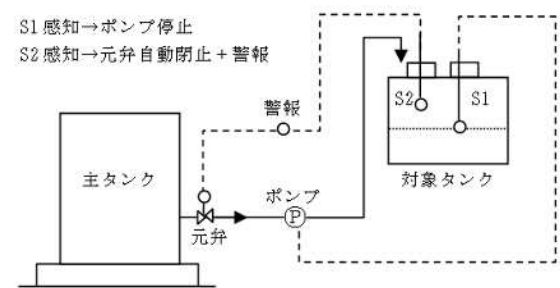 S1感知→ポンプ停止
S2感知→元弁自動閉止+警報
警報
S2
S1
主タンク
対象タンク
ポンプ
P
元弁